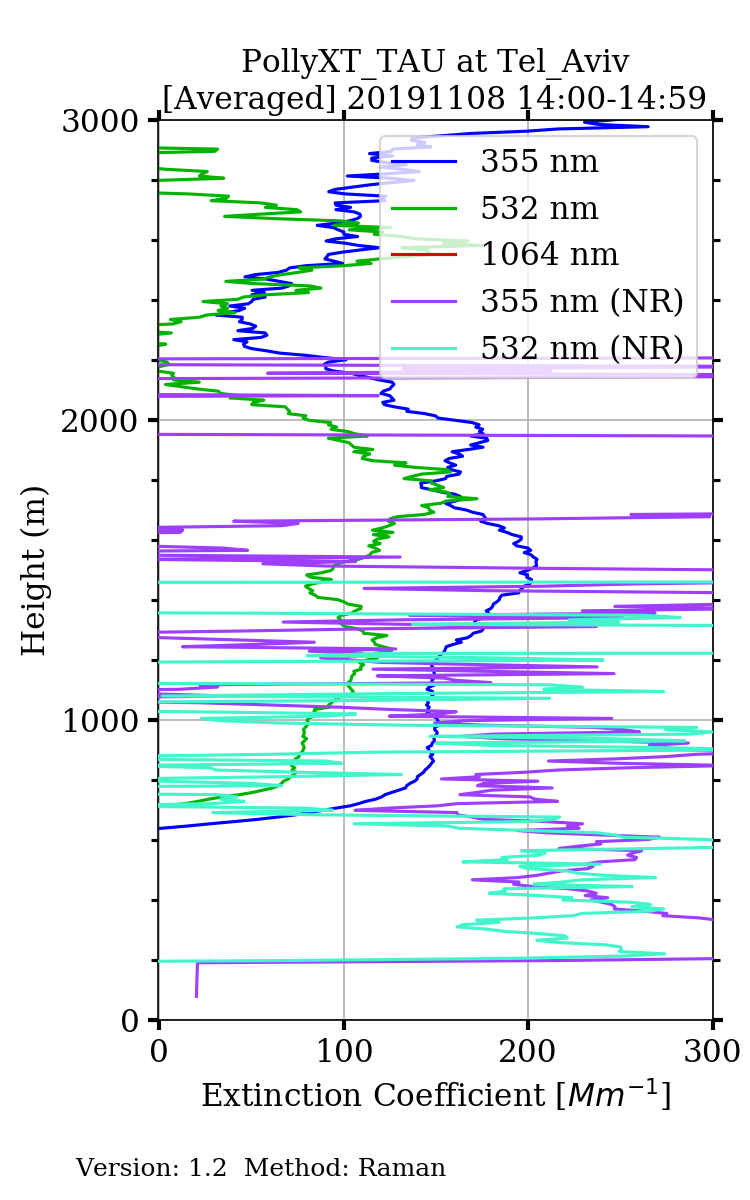 PollyXT_TAU at Tel_Aviv
[Averaged] 20191108 14:00-14:59
3000
355 nm
532 nm
1064 nm
355 nm (NR)
532 nm (NR)
2000
Height (m)
1000
0
0 100 200 300
Extinction Coefficient [Mm⁻¹]
Version: 1.2 Method: Raman